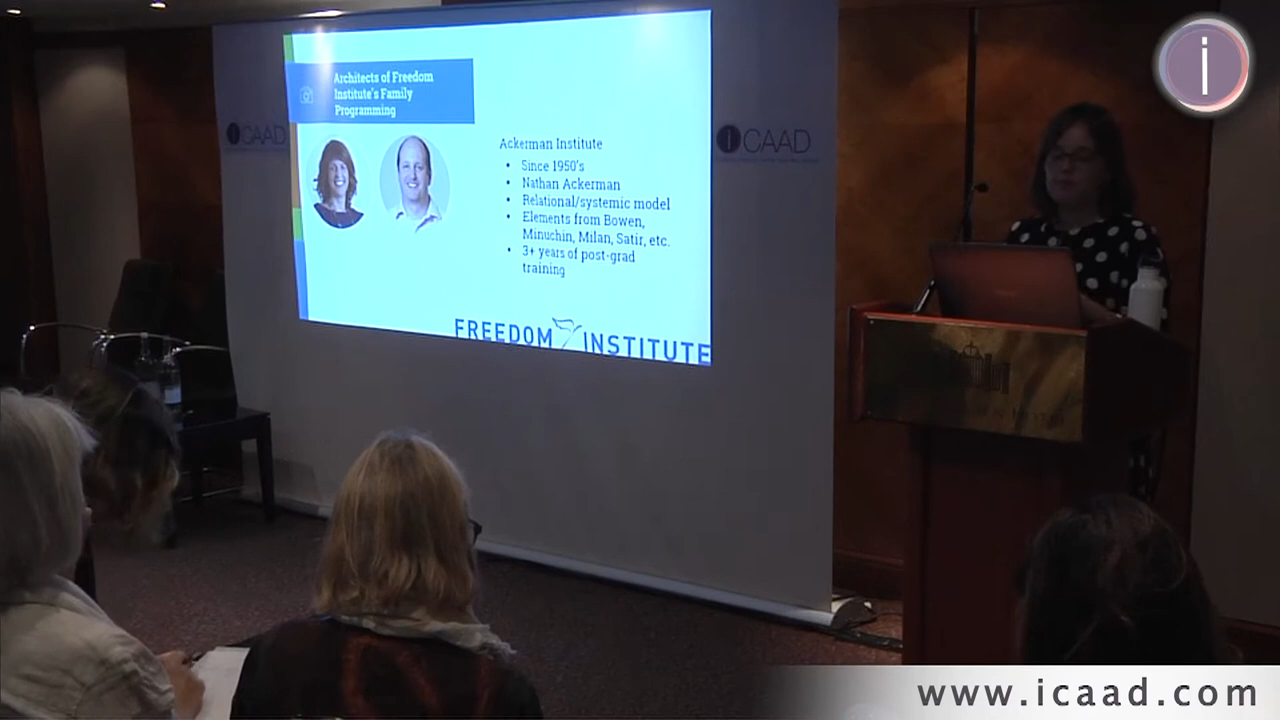 Architects of Freedom
Institute's Family
Programming
Ackerman Institute
• Since 1950's
• Nathan Ackerman
• Relational/systemic model
• Elements from Bowen,
Minuchin, Milan, Satir, etc.
• 3+ years of post-grad
training
FREEDOM INSTITUTE
iCAAD
iCAAD
i
www.icaad.com